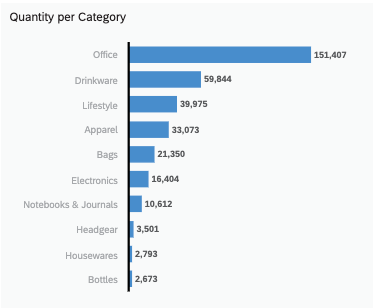 Quantity per Category
Office 151,407
Drinkware 59,844
Lifestyle 39,975
Apparel 33,073
Bags 21,350
Electronics 16,404
Notebooks & Journals 10,612
Headgear 3,501
Housewares 2,793
Bottles 2,673